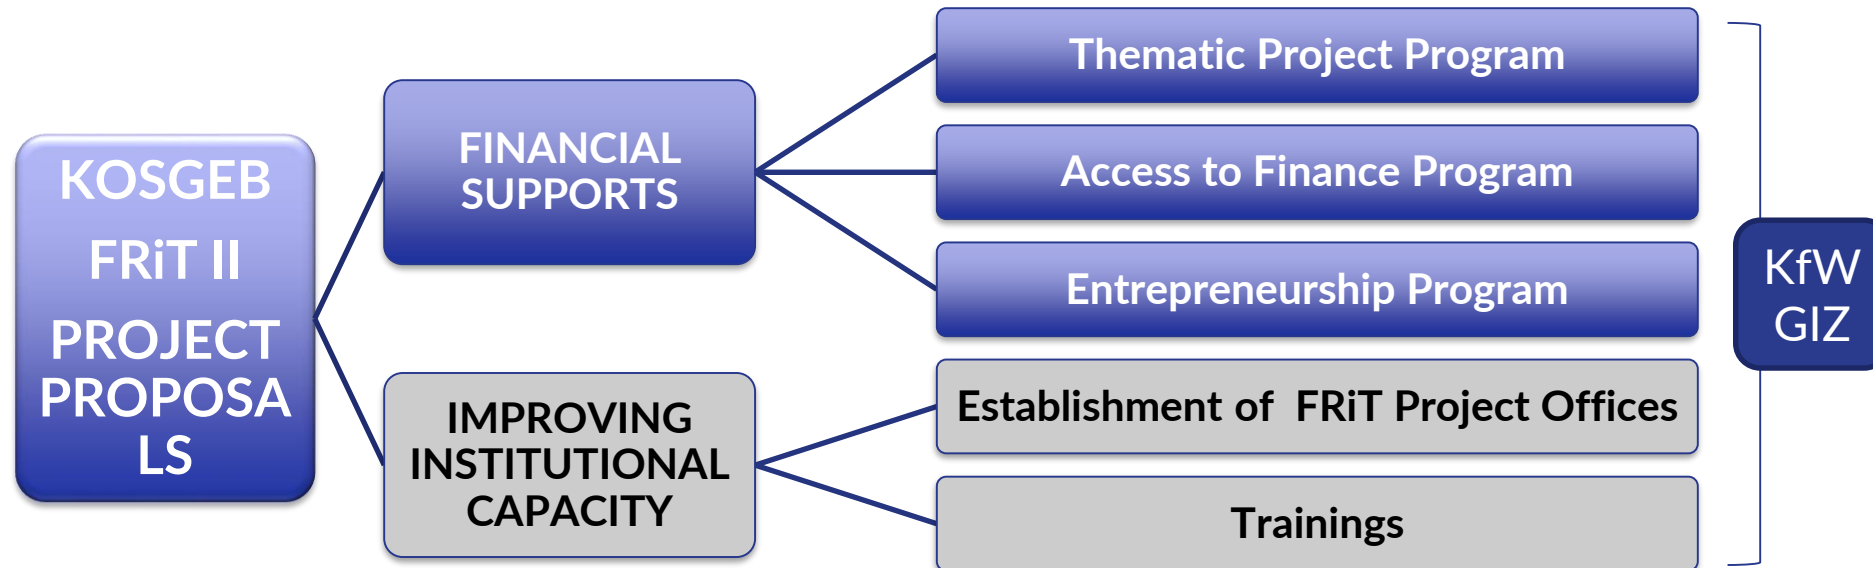 KOSGEB
FRiT II
PROJECT
PROPOSA
LS
FINANCIAL
SUPPORTS
IMPROVING
INSTITUTIONAL
CAPACITY
Thematic Project Program
Access to Finance Program
Entrepreneurship Program
Establishment of  FRiT Project Offices
Trainings
KfW
GIZ